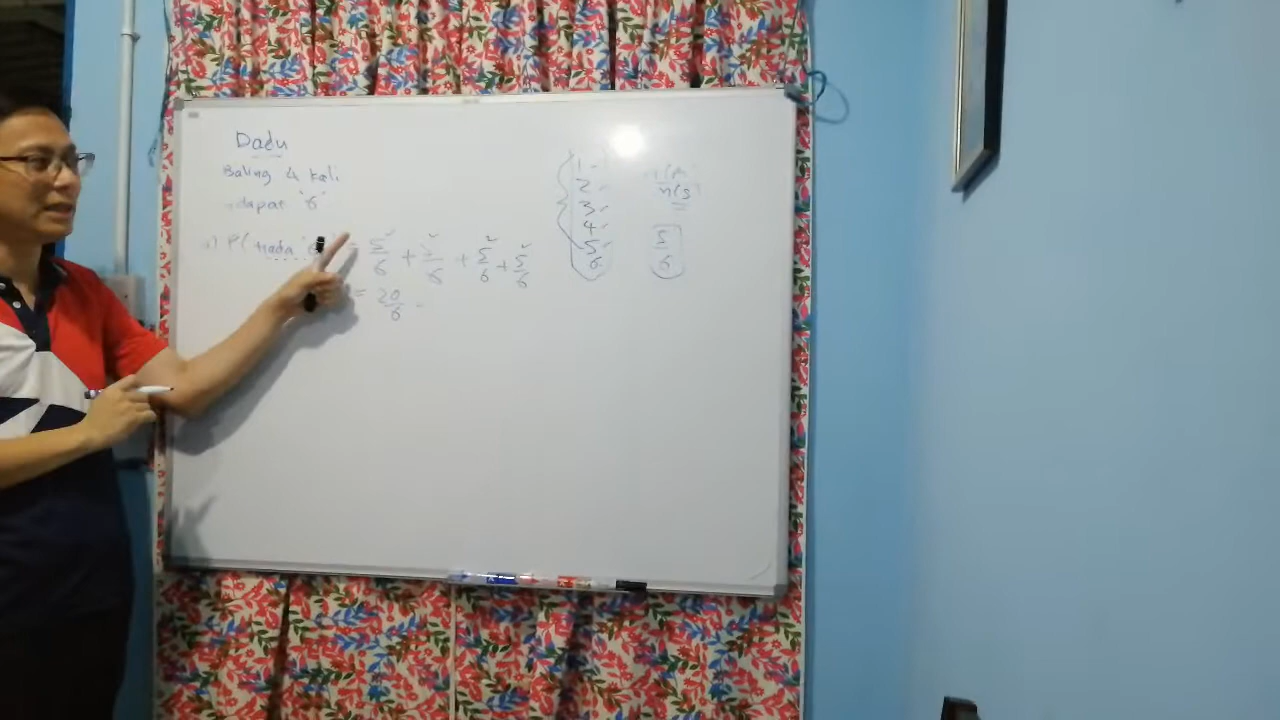 Dadu
Baling 4 kali
dapat "6"
P(tiada =
5/6 + 5/6 + 5/6 + 5/6
= 20/6
1
2
3
4
5
6
n(s)
5/6